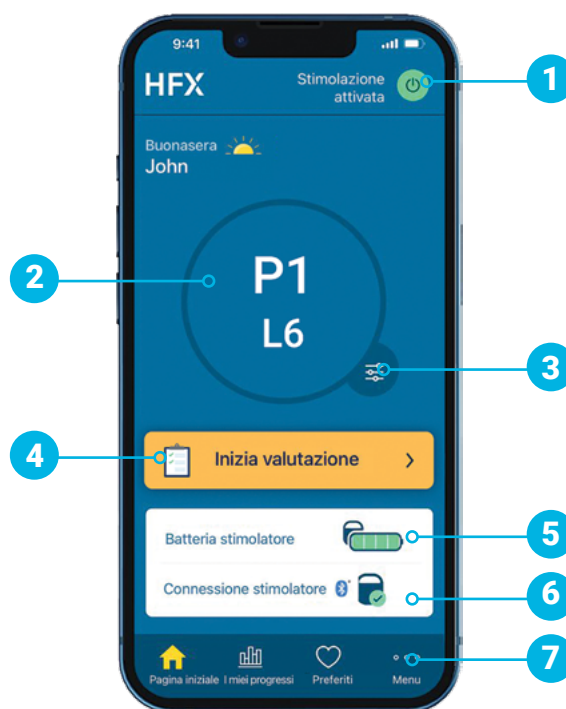 9:41
HFX
Stimolazione
attivata
1
Buonasera
John
2
P1
L6
3
4
Inizia valutazione
Batteria stimolatore
5
Connessione stimolatore
6
7
Pagina iniziale
I miei progressi
Preferiti
Menu